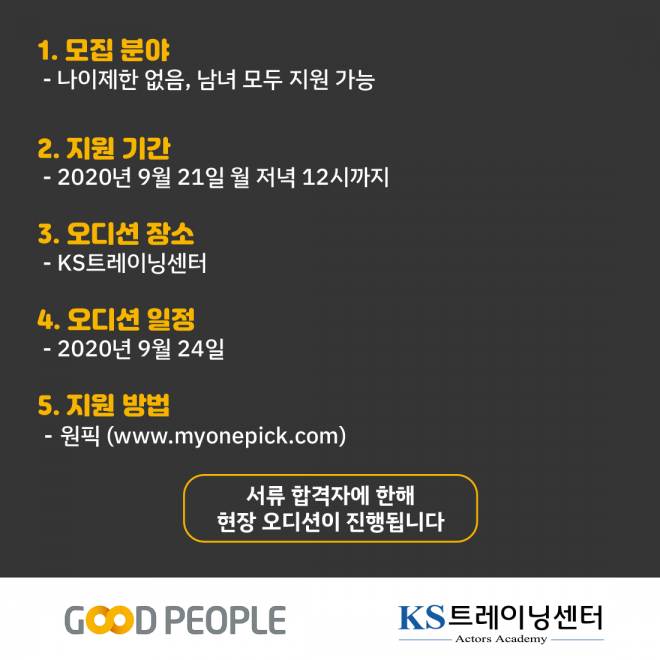 1. 모집 분야
- 나이제한 없음, 남녀 모두 지원 가능
2. 지원 기간
- 2020년 9월 21일 월 저녁 12시까지
3. 오디션 장소
- KS트레이닝센터
4. 오디션 일정
- 2020년 9월 24일
5. 지원 방법
- 원픽 (www.myonepick.com)
서류 합격자에 한해
현장 오디션이 진행됩니다
GOOD PEOPLE
KS트레이닝센터
Actors Academy